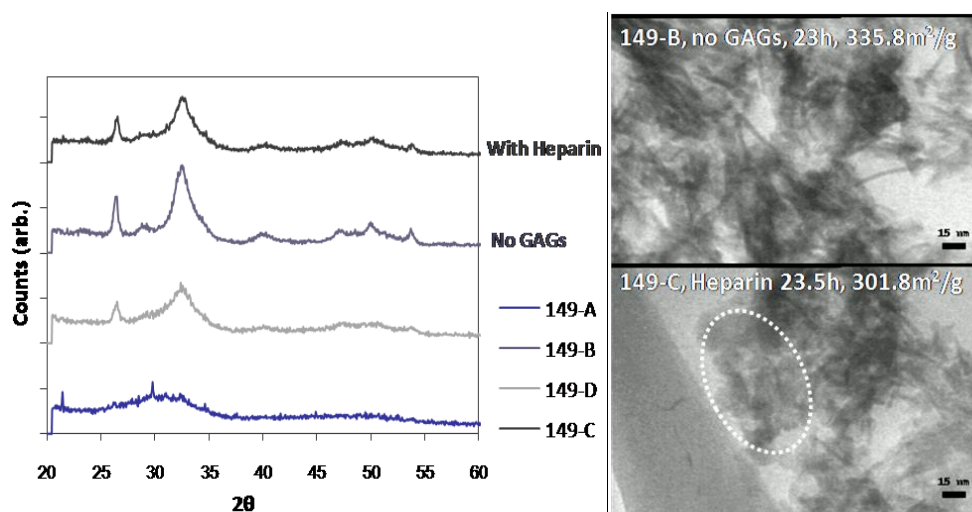 Counts (arb.)
With Heparin
No GAGs
149-A
149-B
149-D
149-C
20 25 30 35 40 45 50 55 60
2θ
149-B, no GAGs, 23h, 335.8m²/g
15 nm
149-C, Heparin 23.5h, 301.8m²/g
15 nm